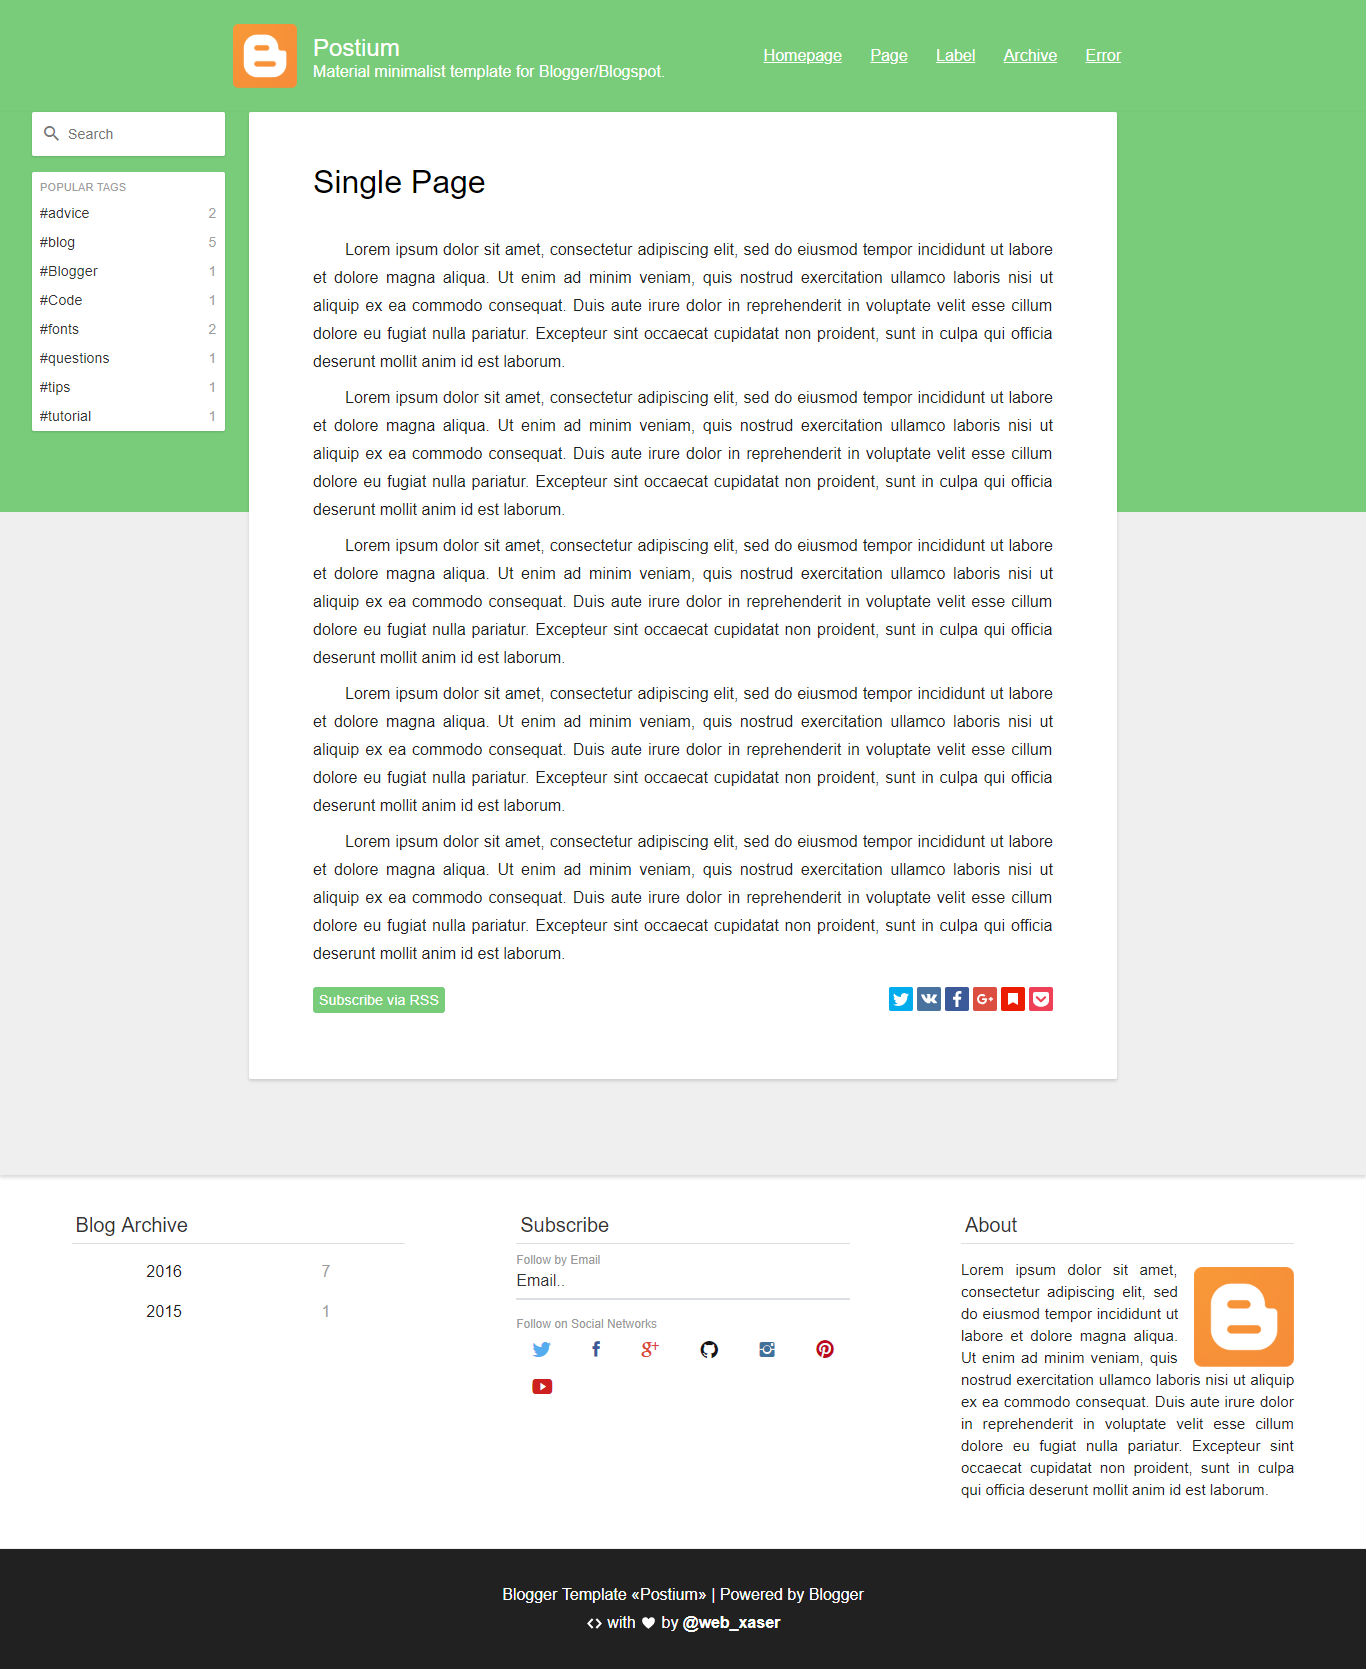 Postium
Material minimalist template for Blogger/Blogspot.
Homepage Page Label Archive Error
Search
POPULAR TAGS
#advice 2
#blog 5
#Blogger 1
#Code 1
#fonts 2
#questions 1
#tips 1
#tutorial 1
Single Page
Lorem ipsum dolor sit amet, consectetur adipiscing elit, sed do eiusmod tempor incididunt ut labore
et dolore magna aliqua. Ut enim ad minim veniam, quis nostrud exercitation ullamco laboris nisi ut
aliquip ex ea commodo consequat. Duis aute irure dolor in reprehenderit in voluptate velit esse cillum
dolore eu fugiat nulla pariatur. Excepteur sint occaecat cupidatat non proident, sunt in culpa qui officia
deserunt mollit anim id est laborum.
Lorem ipsum dolor sit amet, consectetur adipiscing elit, sed do eiusmod tempor incididunt ut labore
et dolore magna aliqua. Ut enim ad minim veniam, quis nostrud exercitation ullamco laboris nisi ut
aliquip ex ea commodo consequat. Duis aute irure dolor in reprehenderit in voluptate velit esse cillum
dolore eu fugiat nulla pariatur. Excepteur sint occaecat cupidatat non proident, sunt in culpa qui officia
deserunt mollit anim id est laborum.
Lorem ipsum dolor sit amet, consectetur adipiscing elit, sed do eiusmod tempor incididunt ut labore
et dolore magna aliqua. Ut enim ad minim veniam, quis nostrud exercitation ullamco laboris nisi ut
aliquip ex ea commodo consequat. Duis aute irure dolor in reprehenderit in voluptate velit esse cillum
dolore eu fugiat nulla pariatur. Excepteur sint occaecat cupidatat non proident, sunt in culpa qui officia
deserunt mollit anim id est laborum.
Lorem ipsum dolor sit amet, consectetur adipiscing elit, sed do eiusmod tempor incididunt ut labore
et dolore magna aliqua. Ut enim ad minim veniam, quis nostrud exercitation ullamco laboris nisi ut
aliquip ex ea commodo consequat. Duis aute irure dolor in reprehenderit in voluptate velit esse cillum
dolore eu fugiat nulla pariatur. Excepteur sint occaecat cupidatat non proident, sunt in culpa qui officia
deserunt mollit anim id est laborum.
Lorem ipsum dolor sit amet, consectetur adipiscing elit, sed do eiusmod tempor incididunt ut labore
et dolore magna aliqua. Ut enim ad minim veniam, quis nostrud exercitation ullamco laboris nisi ut
aliquip ex ea commodo consequat. Duis aute irure dolor in reprehenderit in voluptate velit esse cillum
dolore eu fugiat nulla pariatur. Excepteur sint occaecat cupidatat non proident, sunt in culpa qui officia
deserunt mollit anim id est laborum.
Subscribe via RSS
Blog Archive
2016 7
2015 1
Subscribe
Follow by Email
Email..
Follow on Social Networks
About
Lorem ipsum dolor sit amet,
consectetur adipiscing elit, sed
do eiusmod tempor incididunt ut
labore et dolore magna aliqua.
Ut enim ad minim veniam, quis
nostrud exercitation ullamco laboris nisi ut aliquip
ex ea commodo consequat. Duis aute irure dolor
in reprehenderit in voluptate velit esse cillum
dolore eu fugiat nulla pariatur. Excepteur sint
occaecat cupidatat non proident, sunt in culpa
qui officia deserunt mollit anim id est laborum.
Blogger Template «Postium» | Powered by Blogger
with by @web_xaser